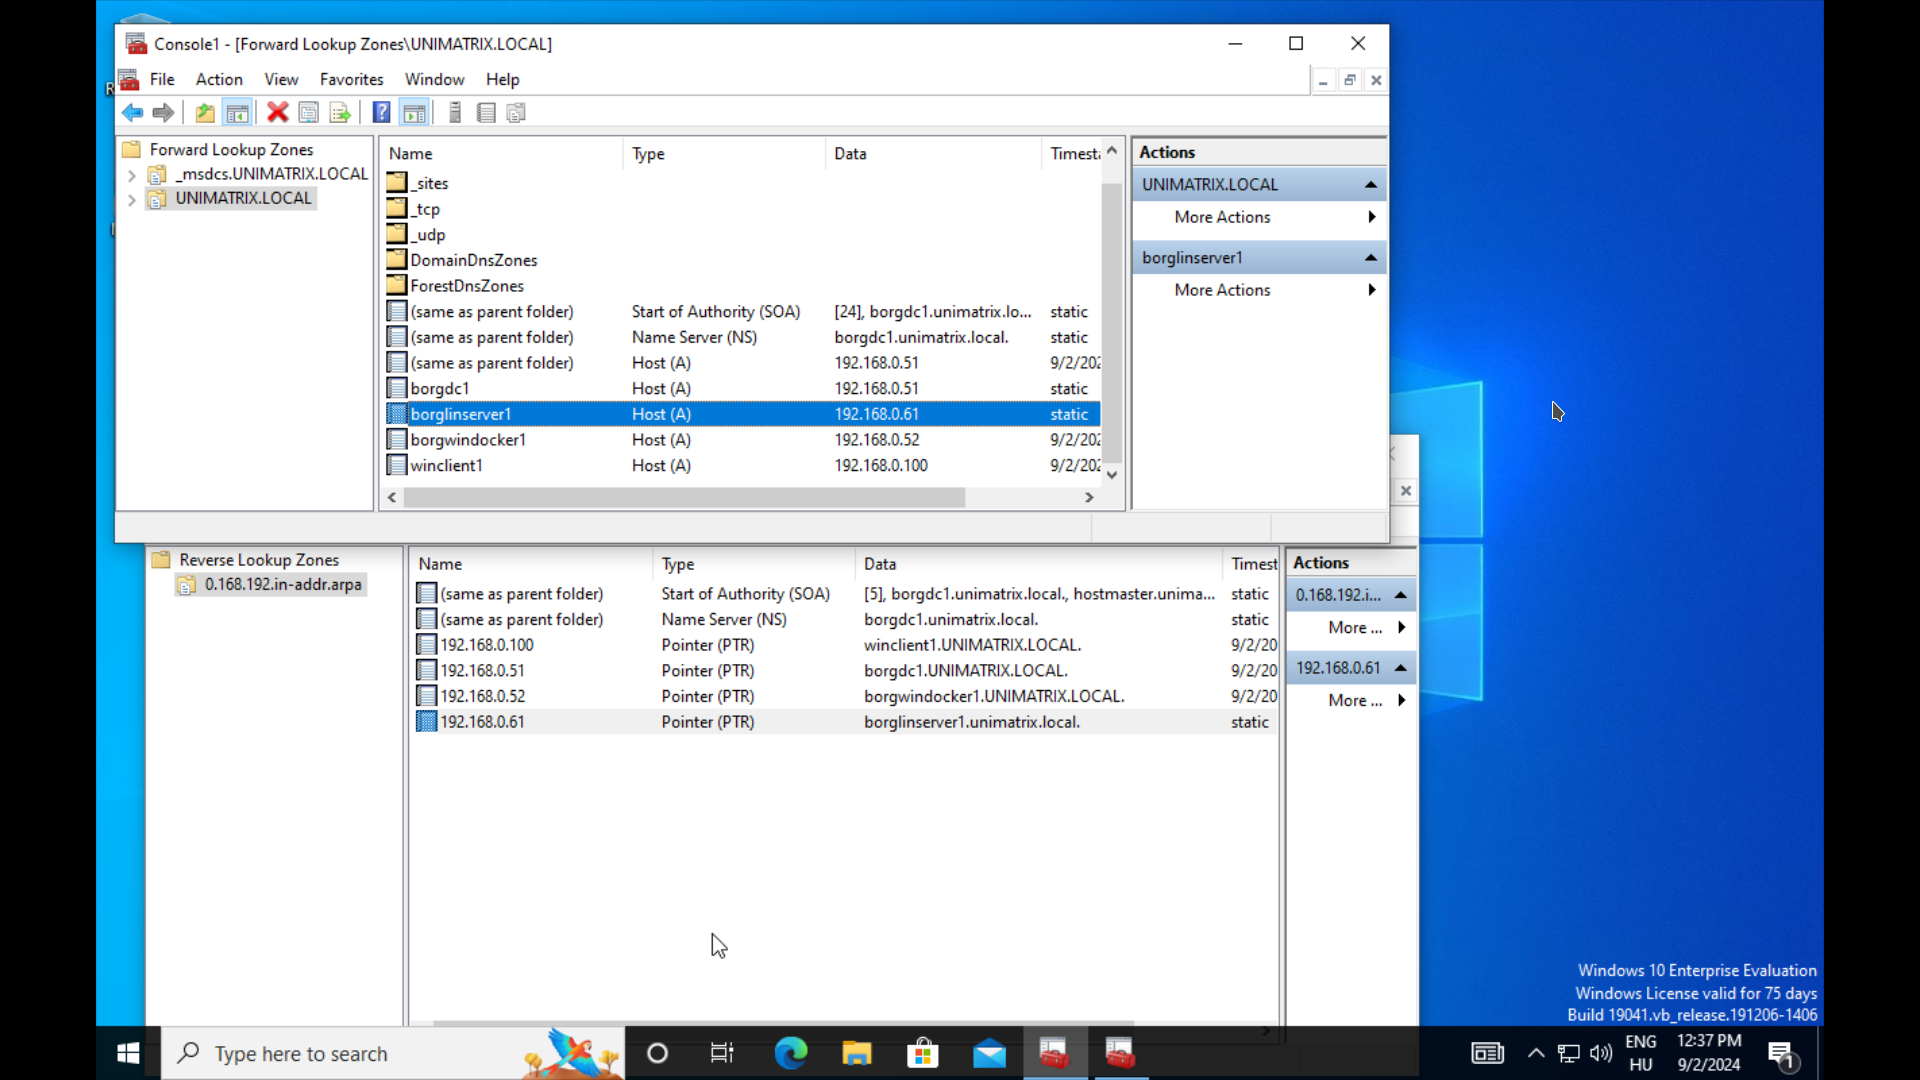 Console1 - [Forward Lookup Zones\UNIMATRIX.LOCAL]
File Action View Favorites Window Help
Forward Lookup Zones
_msdcs.UNIMATRIX.LOCAL
UNIMATRIX.LOCAL
Name Type Data Timest
_sites
_tcp
_udp
DomainDnsZones
ForestDnsZones
(same as parent folder) Start of Authority (SOA) [24], borgdc1.unimatrix.lo... static
(same as parent folder) Name Server (NS) borgdc1.unimatrix.local. static
(same as parent folder) Host (A) 192.168.0.51 9/2/202
borgdc1 Host (A) 192.168.0.51 static
borglinserver1 Host (A) 192.168.0.61 static
borgwindocker1 Host (A) 192.168.0.52 9/2/202
winclient1 Host (A) 192.168.0.100 9/2/202
Actions
UNIMATRIX.LOCAL
More Actions
borglinserver1
More Actions
Reverse Lookup Zones
0.168.192.in-addr.arpa
Name Type Data Timest
(same as parent folder) Start of Authority (SOA) [5], borgdc1.unimatrix.local., hostmaster.unima... static
(same as parent folder) Name Server (NS) borgdc1.unimatrix.local. static
192.168.0.100 Pointer (PTR) winclient1.UNIMATRIX.LOCAL. 9/2/20
192.168.0.51 Pointer (PTR) borgdc1.UNIMATRIX.LOCAL. 9/2/20
192.168.0.52 Pointer (PTR) borgwindocker1.UNIMATRIX.LOCAL. 9/2/20
192.168.0.61 Pointer (PTR) borglinserver1.unimatrix.local. static
Actions
0.168.192.i...
More ...
192.168.0.61
More ...
Windows 10 Enterprise Evaluation
Windows License valid for 75 days
Build 19041.vb_release.191206-1406
Type here to search
ENG
HU
12:37 PM
9/2/2024
1